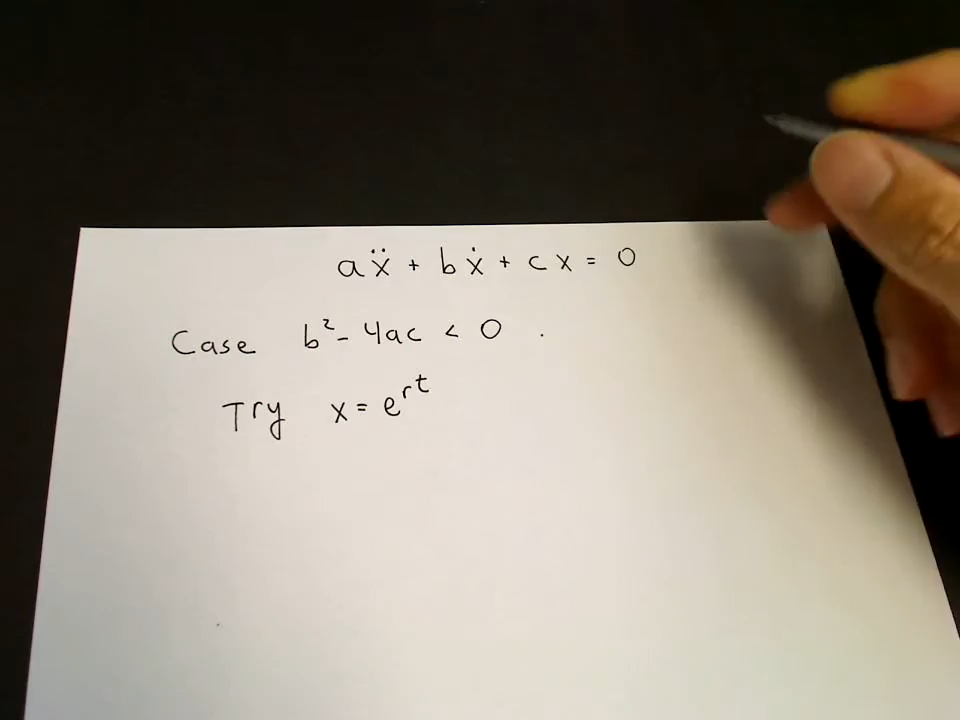 aẍ + bẋ + cx = 0
Case b² - 4ac < 0 .
Try x = e^{rt}